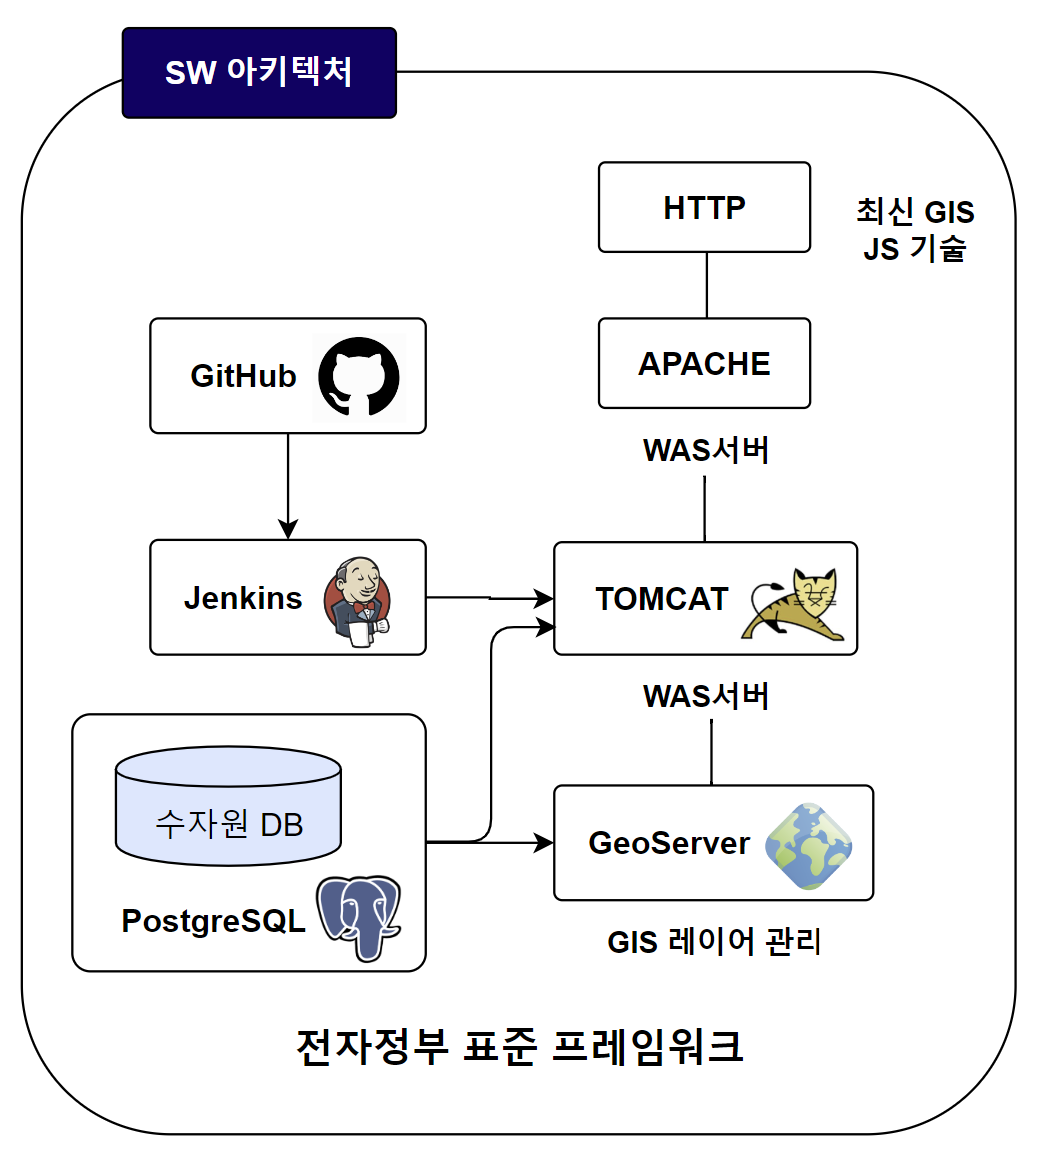 SW 아키텍처
HTTP
최신 GIS
JS 기술
GitHub
APACHE
WAS서버
Jenkins
TOMCAT
WAS서버
수자원 DB
PostgreSQL
GeoServer
GIS 레이어 관리
전자정부 표준 프레임워크